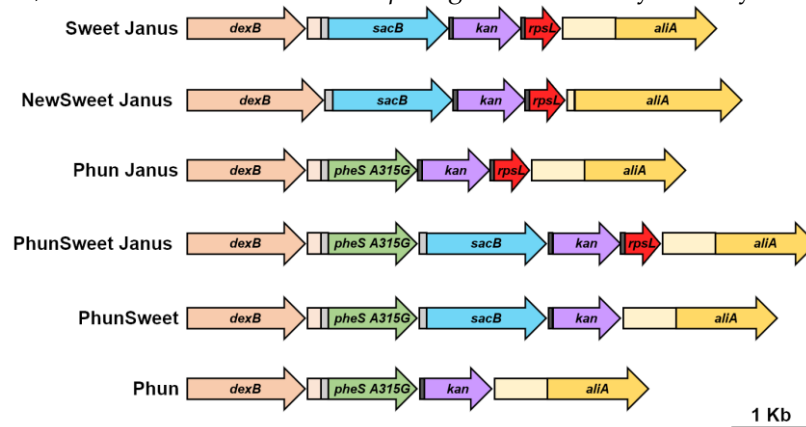 Sweet Janus dexB sacB kan rpsL aliA
NewSweet Janus dexB sacB kan rpsL aliA
Phun Janus dexB pheS A315G kan rpsL aliA
PhunSweet Janus dexB pheS A315G sacB kan rpsL aliA
PhunSweet dexB pheS A315G sacB kan aliA
Phun dexB pheS A315G kan aliA
1 Kb